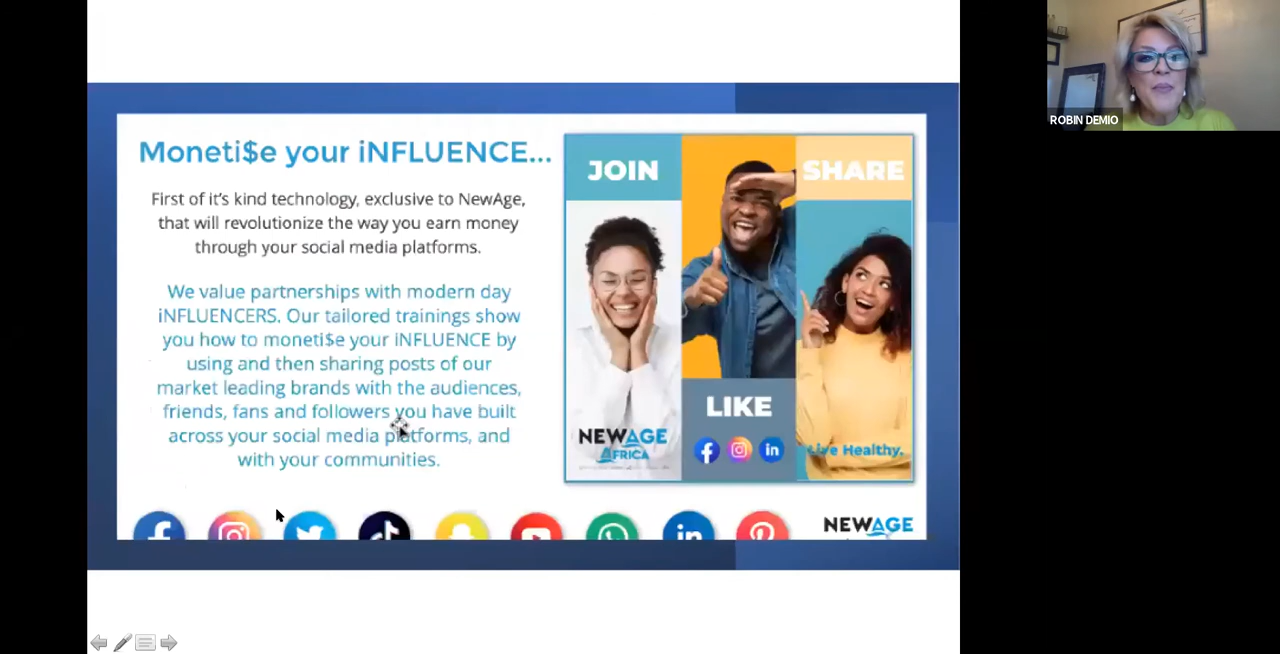 ROBIN DEMIO
Moneti$e your iNFLUENCE...
First of it's kind technology, exclusive to NewAge,
that will revolutionize the way you earn money
through your social media platforms.
We value partnerships with modern day
iNFLUENCERS. Our tailored trainings show
you how to moneti$e your iNFLUENCE by
using and then sharing posts of our
market leading brands with the audiences,
friends, fans and followers you have built
across your social media platforms, and
with your communities.
JOIN
SHARE
LIKE
NEWAGE
AFRICA
Live Healthy.
NEWAGE